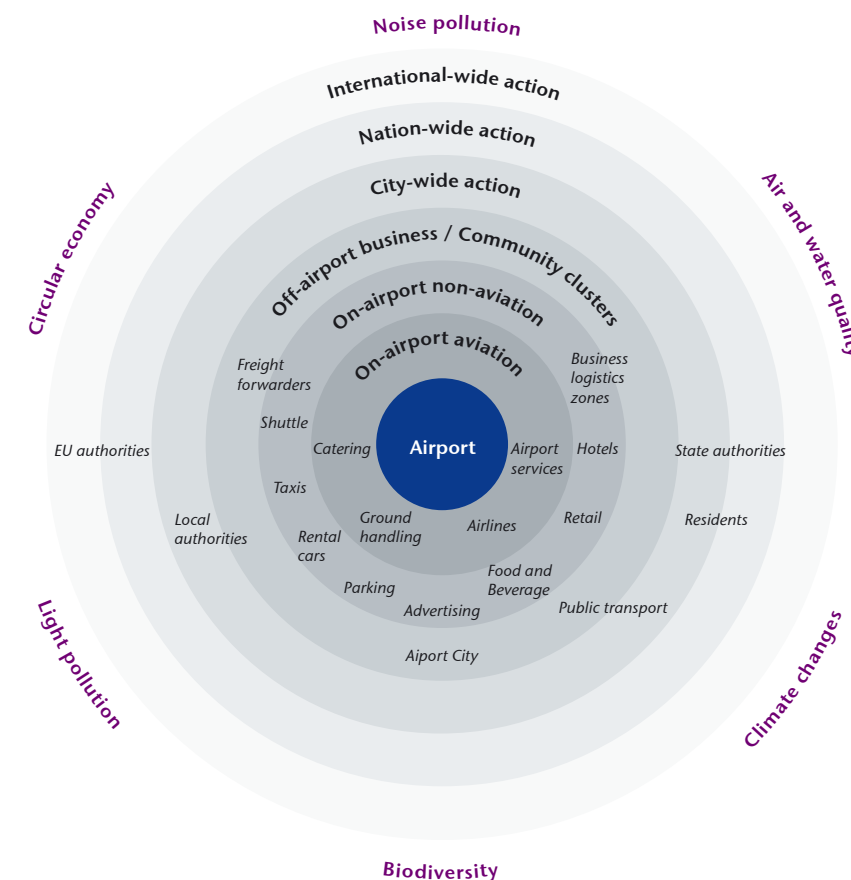 Noise pollution
International-wide action
Nation-wide action
City-wide action
Off-airport business / Community clusters
On-airport non-aviation
On-airport aviation
Circular economy
Air and water quality
Freight
forwarders
Business
logistics
zones
Shuttle
Catering
Airport
Airport
services
Hotels
EU authorities
State authorities
Taxis
Local
authorities
Rental
cars
Ground
handling
Airlines
Retail
Residents
Parking
Food and
Beverage
Advertising
Public transport
Aiport City
Light pollution
Climate changes
Biodiversity